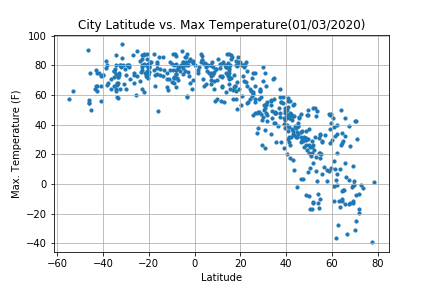 City Latitude vs. Max Temperature(01/03/2020)
100
80
60
40
20
0
−20
−40
Max. Temperature (F)
−60 −40 −20 0 20 40 60 80
Latitude